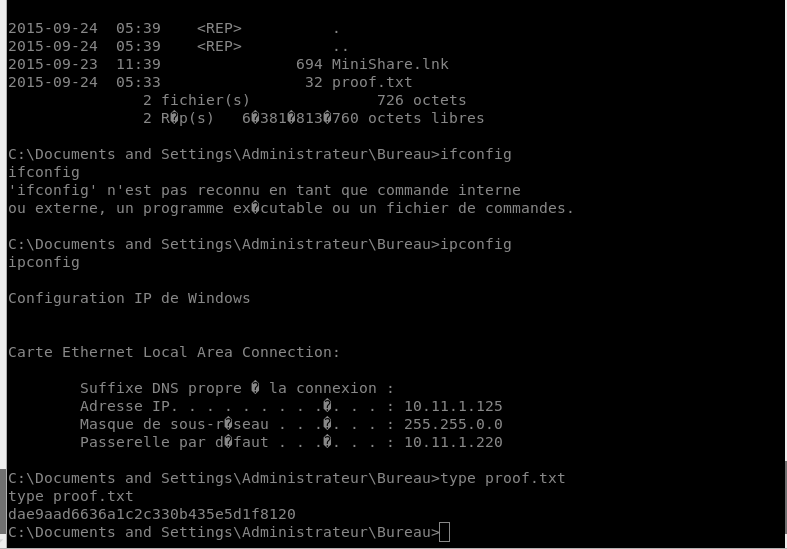 2015-09-24  05:39    <REP>          .
2015-09-24  05:39    <REP>          ..
2015-09-23  11:39               694 MiniShare.lnk
2015-09-24  05:33                32 proof.txt
               2 fichier(s)              726 octets
               2 R�p(s)   6�381�813�760 octets libres
C:\Documents and Settings\Administrateur\Bureau>ifconfig
ifconfig
'ifconfig' n'est pas reconnu en tant que commande interne
ou externe, un programme ex�cutable ou un fichier de commandes.
C:\Documents and Settings\Administrateur\Bureau>ipconfig
ipconfig
Configuration IP de Windows
Carte Ethernet Local Area Connection:
        Suffixe DNS propre � la connexion :
        Adresse IP. . . . . . . . .�. . . : 10.11.1.125
        Masque de sous-r�seau . . .�. . . : 255.255.0.0
        Passerelle par d�faut . . .�. . . : 10.11.1.220
C:\Documents and Settings\Administrateur\Bureau>type proof.txt
type proof.txt
dae9aad6636a1c2c330b435e5d1f8120
C:\Documents and Settings\Administrateur\Bureau>